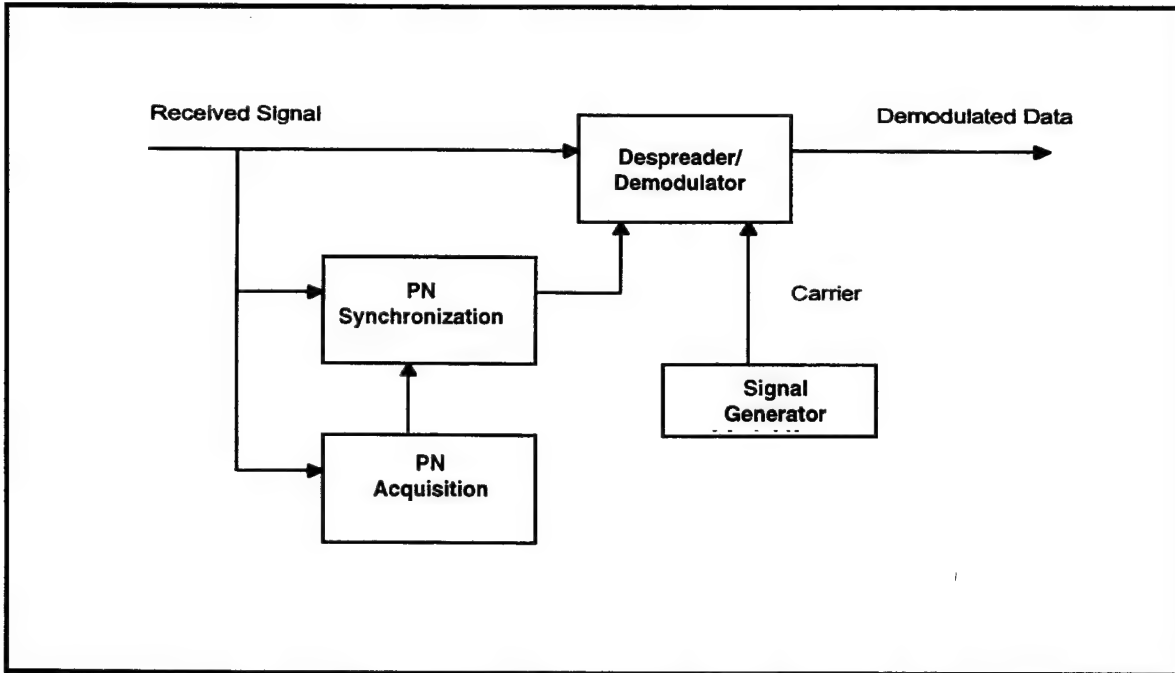 Received Signal
Demodulated Data
Despreader/
Demodulator
PN
Synchronization
Carrier
Signal
Generator
PN
Acquisition